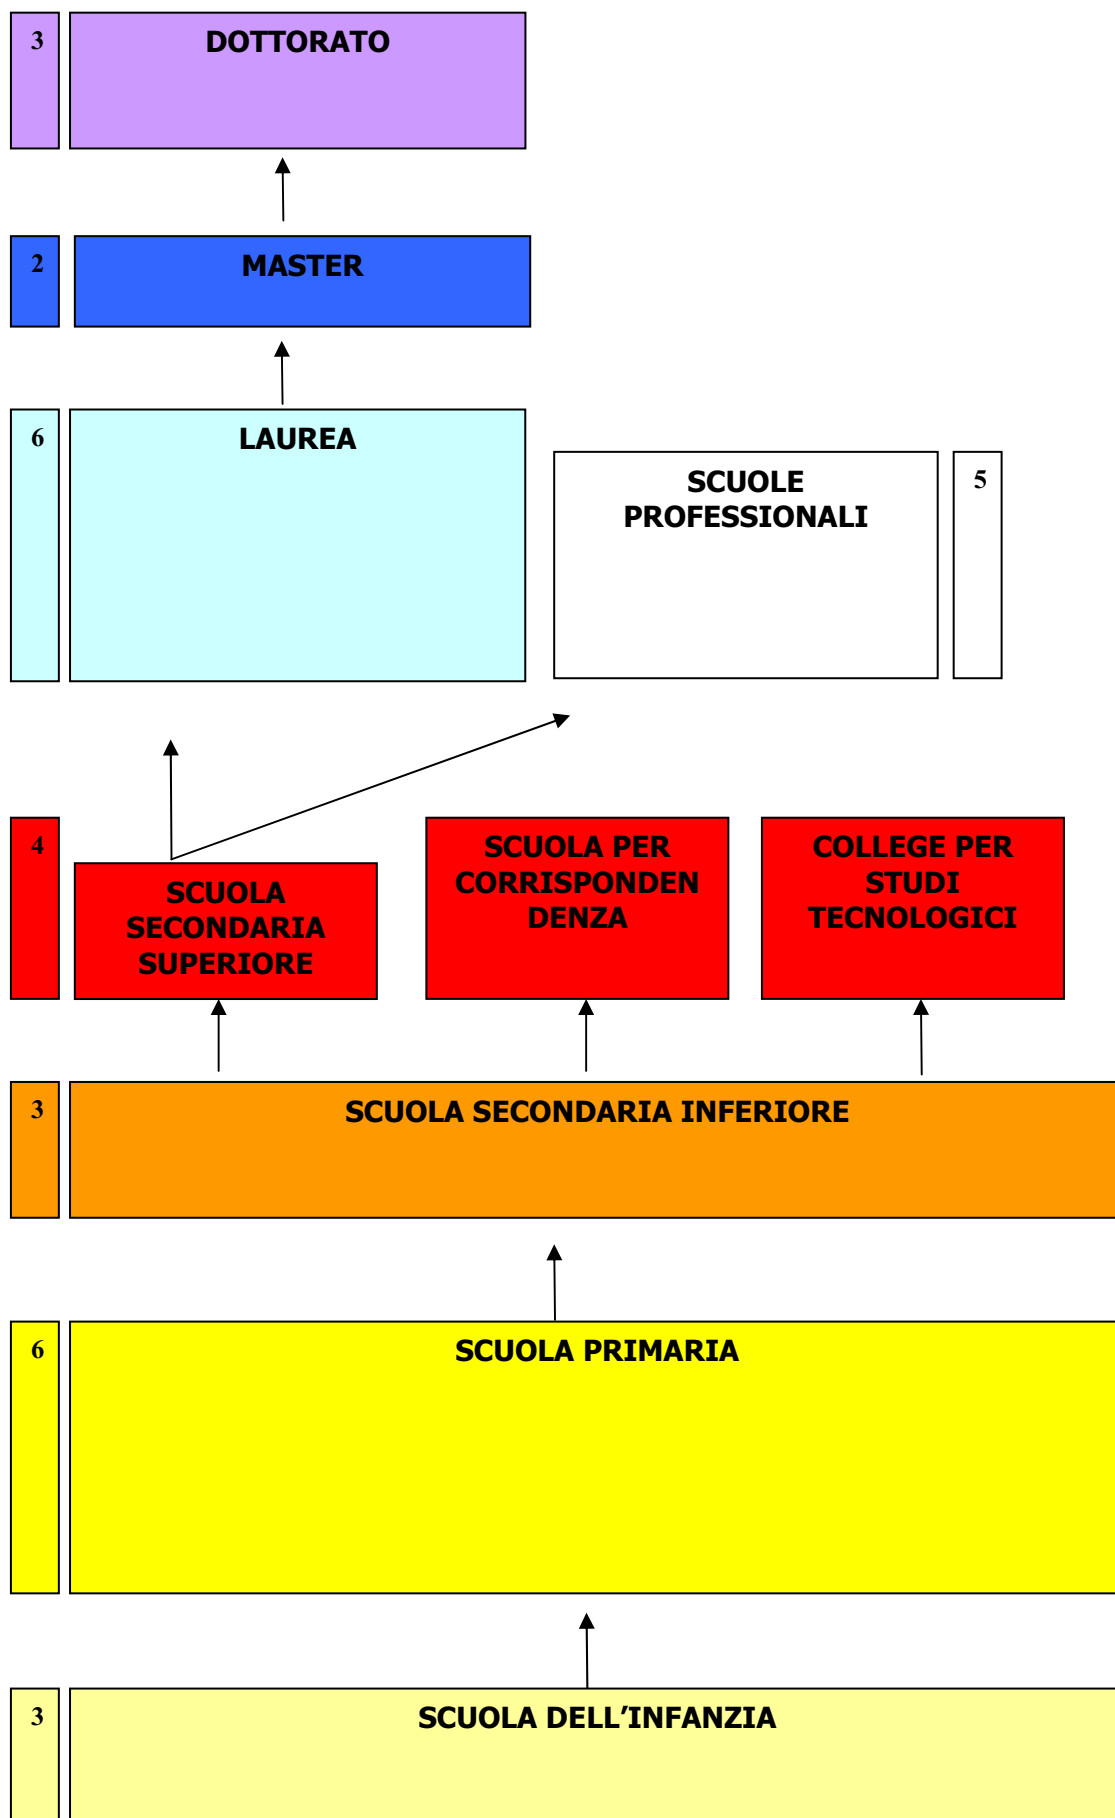 3
DOTTORATO
2
MASTER
6
LAUREA
SCUOLE
PROFESSIONALI
5
4
SCUOLA
SECONDARIA
SUPERIORE
SCUOLA PER
CORRISPONDEN
DENZA
COLLEGE PER
STUDI
TECNOLOGICI
3
SCUOLA SECONDARIA INFERIORE
6
SCUOLA PRIMARIA
3
SCUOLA DELL’INFANZIA